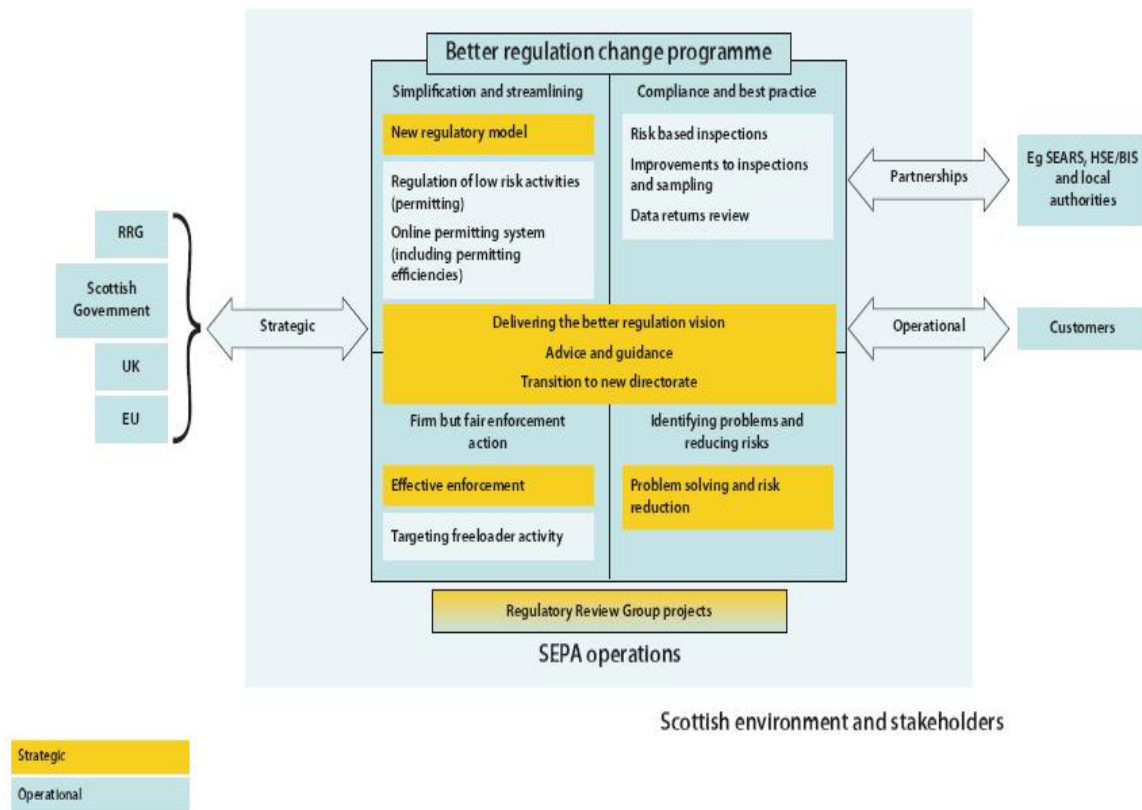 Better regulation change programme
Simplification and streamlining
New regulatory model
Regulation of low risk activities
(permitting)
Online permitting system
(including permitting
efficiencies)
Compliance and best practice
Risk based inspections
Improvements to inspections
and sampling
Data returns review
Partnerships
Eg SEARS, HSE/BIS
and local
authorities
RRG
Scottish
Government
UK
EU
Strategic
Delivering the better regulation vision
Advice and guidance
Transition to new directorate
Operational
Customers
Firm but fair enforcement
action
Effective enforcement
Targeting freeloader activity
Identifying problems and
reducing risks
Problem solving and risk
reduction
Regulatory Review Group projects
SEPA operations
Scottish environment and stakeholders
Strategic
Operational